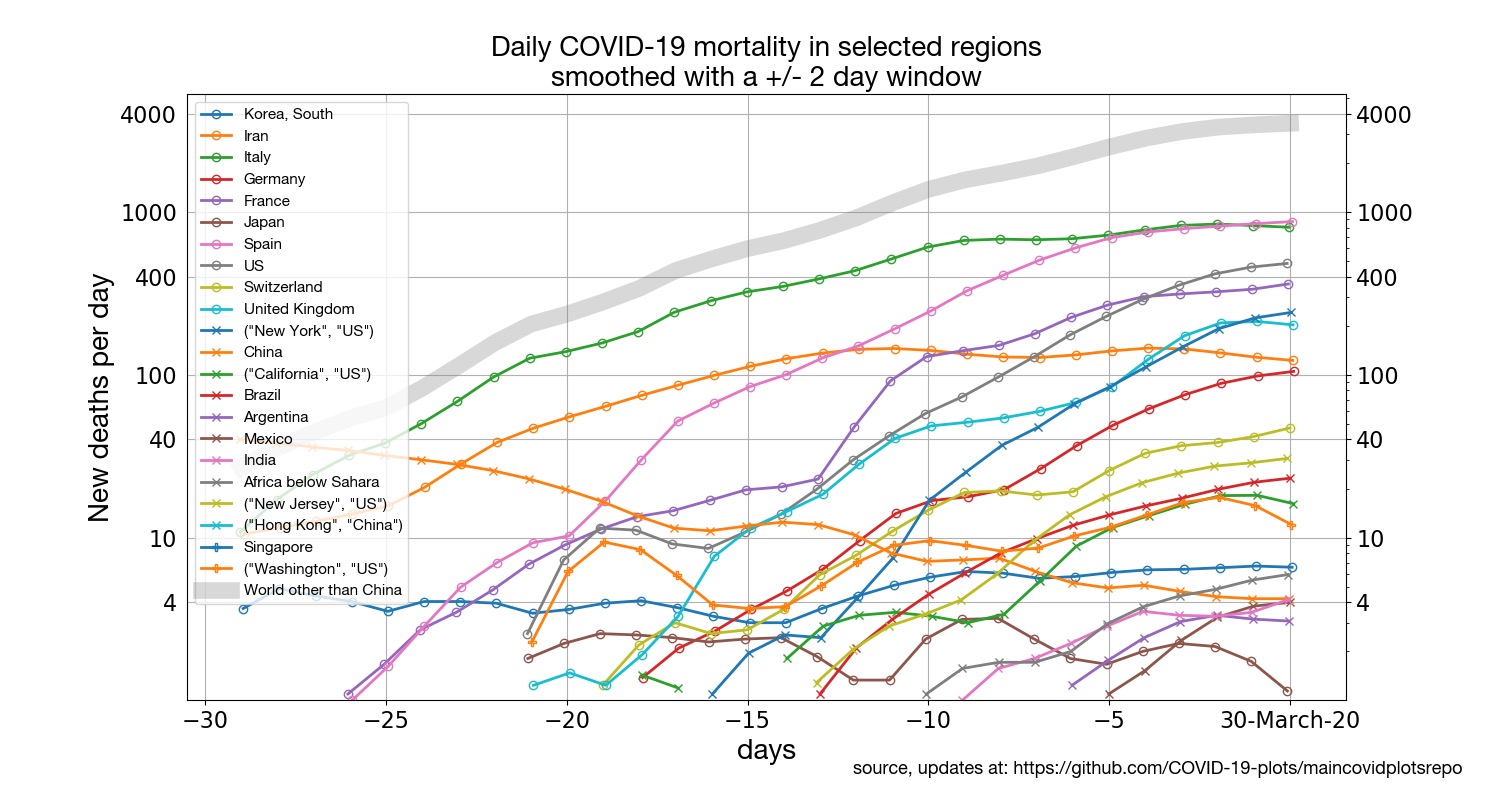 Daily COVID-19 mortality in selected regions
smoothed with a +/- 2 day window
New deaths per day
4000
1000
400
100
40
10
4
Korea, South
Iran
Italy
Germany
France
Japan
Spain
US
Switzerland
United Kingdom
("New York", "US")
China
("California", "US")
Brazil
Argentina
Mexico
India
Africa below Sahara
("New Jersey", "US")
("Hong Kong", "China")
Singapore
("Washington", "US")
World other than China
4000
1000
400
100
40
10
4
−30 −25 −20 −15 −10 −5 30-March-20
days
source, updates at: https://github.com/COVID-19-plots/maincovidplotsrepo